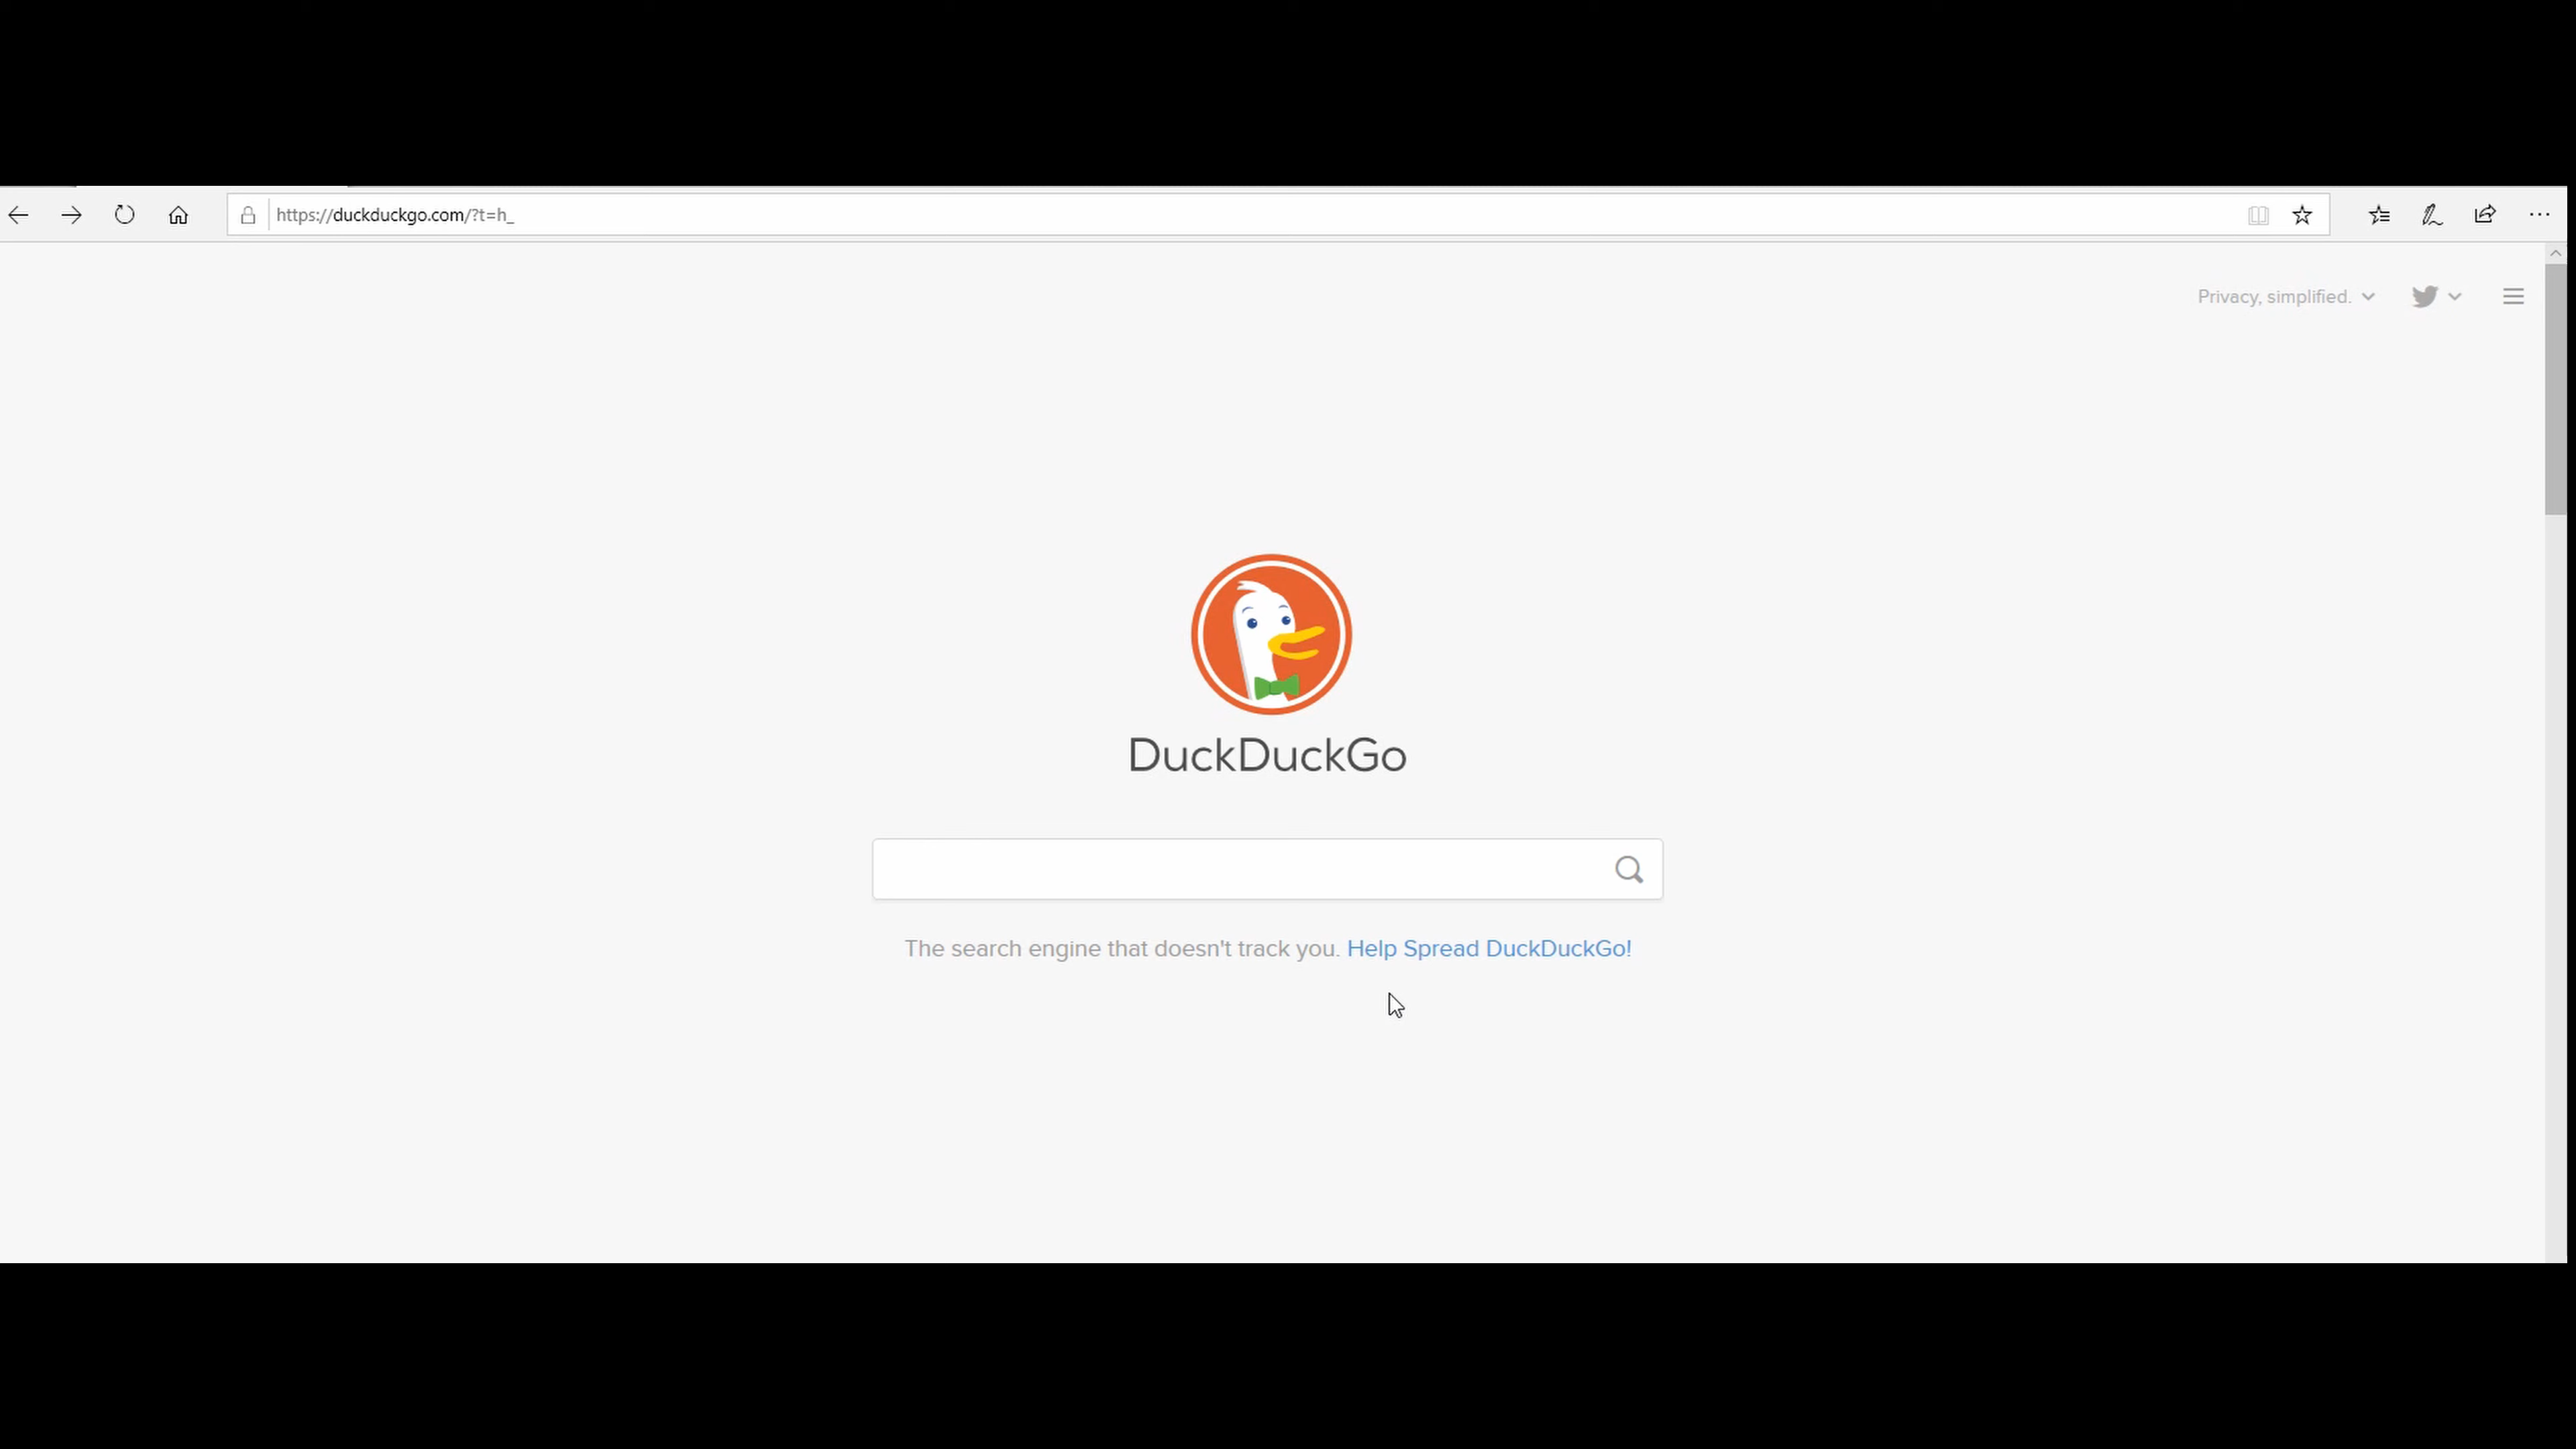 https://duckduckgo.com/?t=h_
Privacy, simplified.
DuckDuckGo
The search engine that doesn't track you. Help Spread DuckDuckGo!